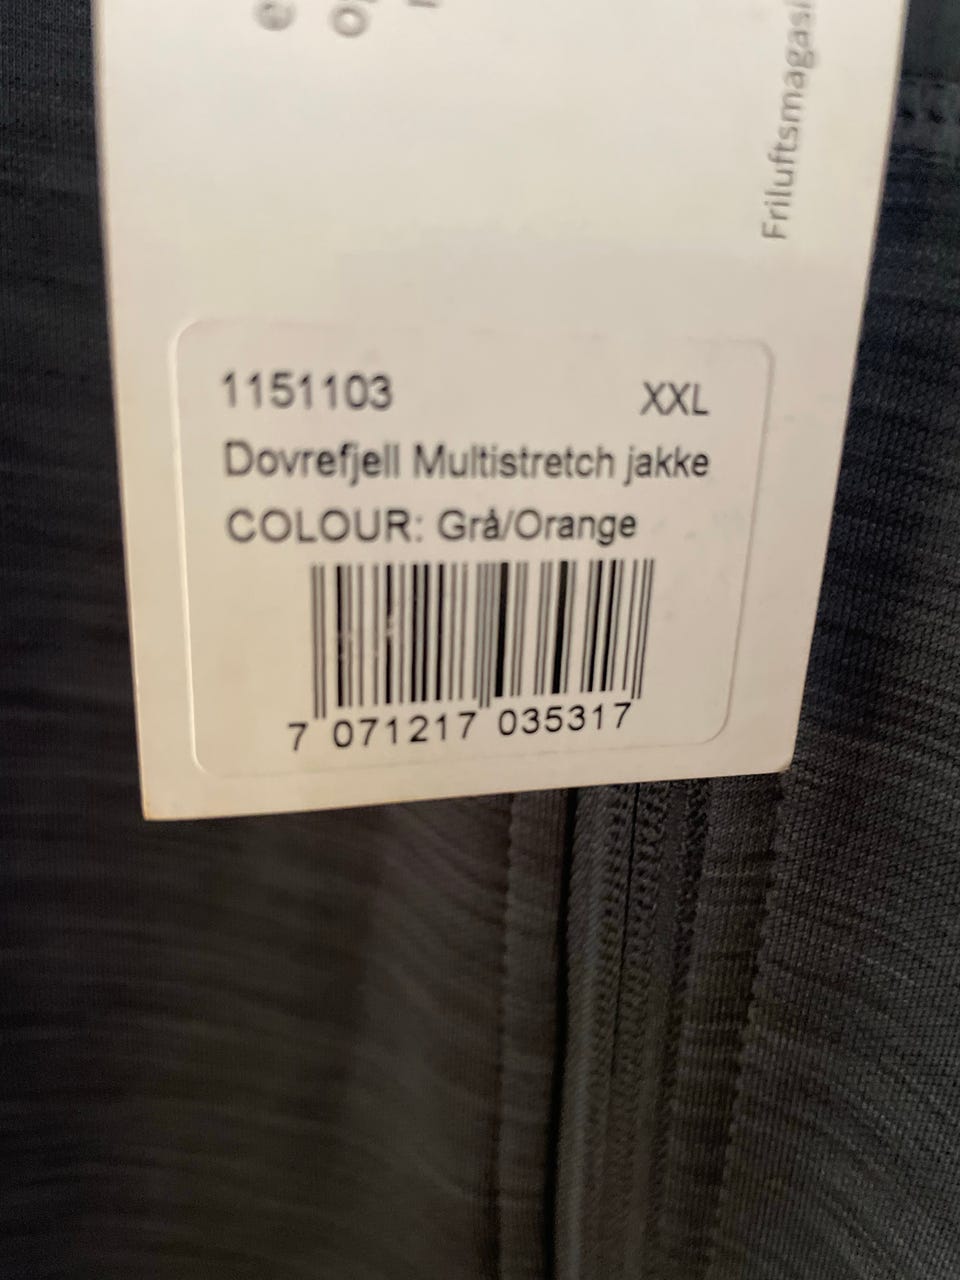 1151103 XXL
Dovrefjell Multistretch jakke
COLOUR: Grå/Orange
7 071217 035317